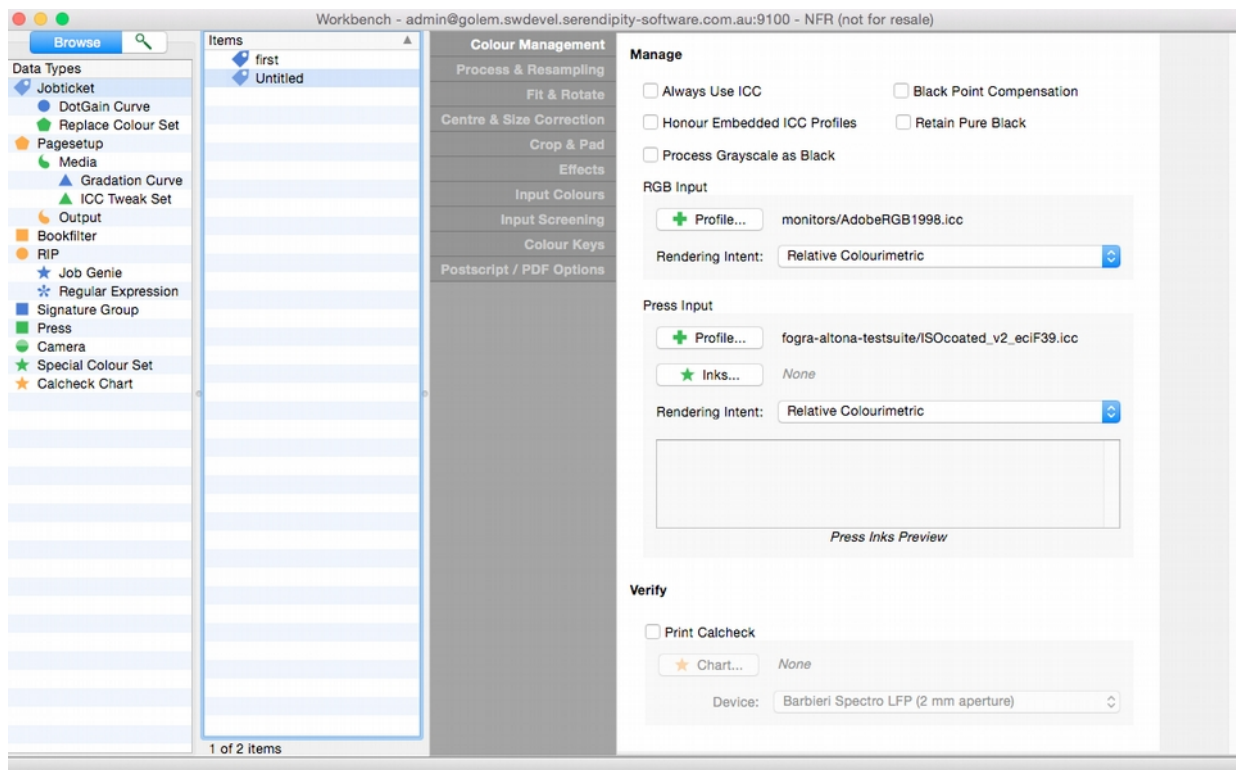 Workbench - admin@golem.swdevel.serendipity-software.com.au:9100 - NFR (not for resale)
Browse
Data Types
Jobticket
DotGain Curve
Replace Colour Set
Pagesetup
Media
Gradation Curve
ICC Tweak Set
Output
Bookfilter
RIP
Job Genie
Regular Expression
Signature Group
Press
Camera
Special Colour Set
Calcheck Chart
Items
first
Untitled
1 of 2 items
Colour Management
Process & Resampling
Fit & Rotate
Centre & Size Correction
Crop & Pad
Effects
Input Colours
Input Screening
Colour Keys
Postscript / PDF Options
Manage
Always Use ICC
Black Point Compensation
Honour Embedded ICC Profiles
Retain Pure Black
Process Grayscale as Black
RGB Input
Profile... monitors/AdobeRGB1998.icc
Rendering Intent: Relative Colourimetric
Press Input
Profile... fogra-altona-testsuite/ISOcoated_v2_eciF39.icc
Inks... None
Rendering Intent: Relative Colourimetric
Press Inks Preview
Verify
Print Calcheck
Chart... None
Device: Barbieri Spectro LFP (2 mm aperture)